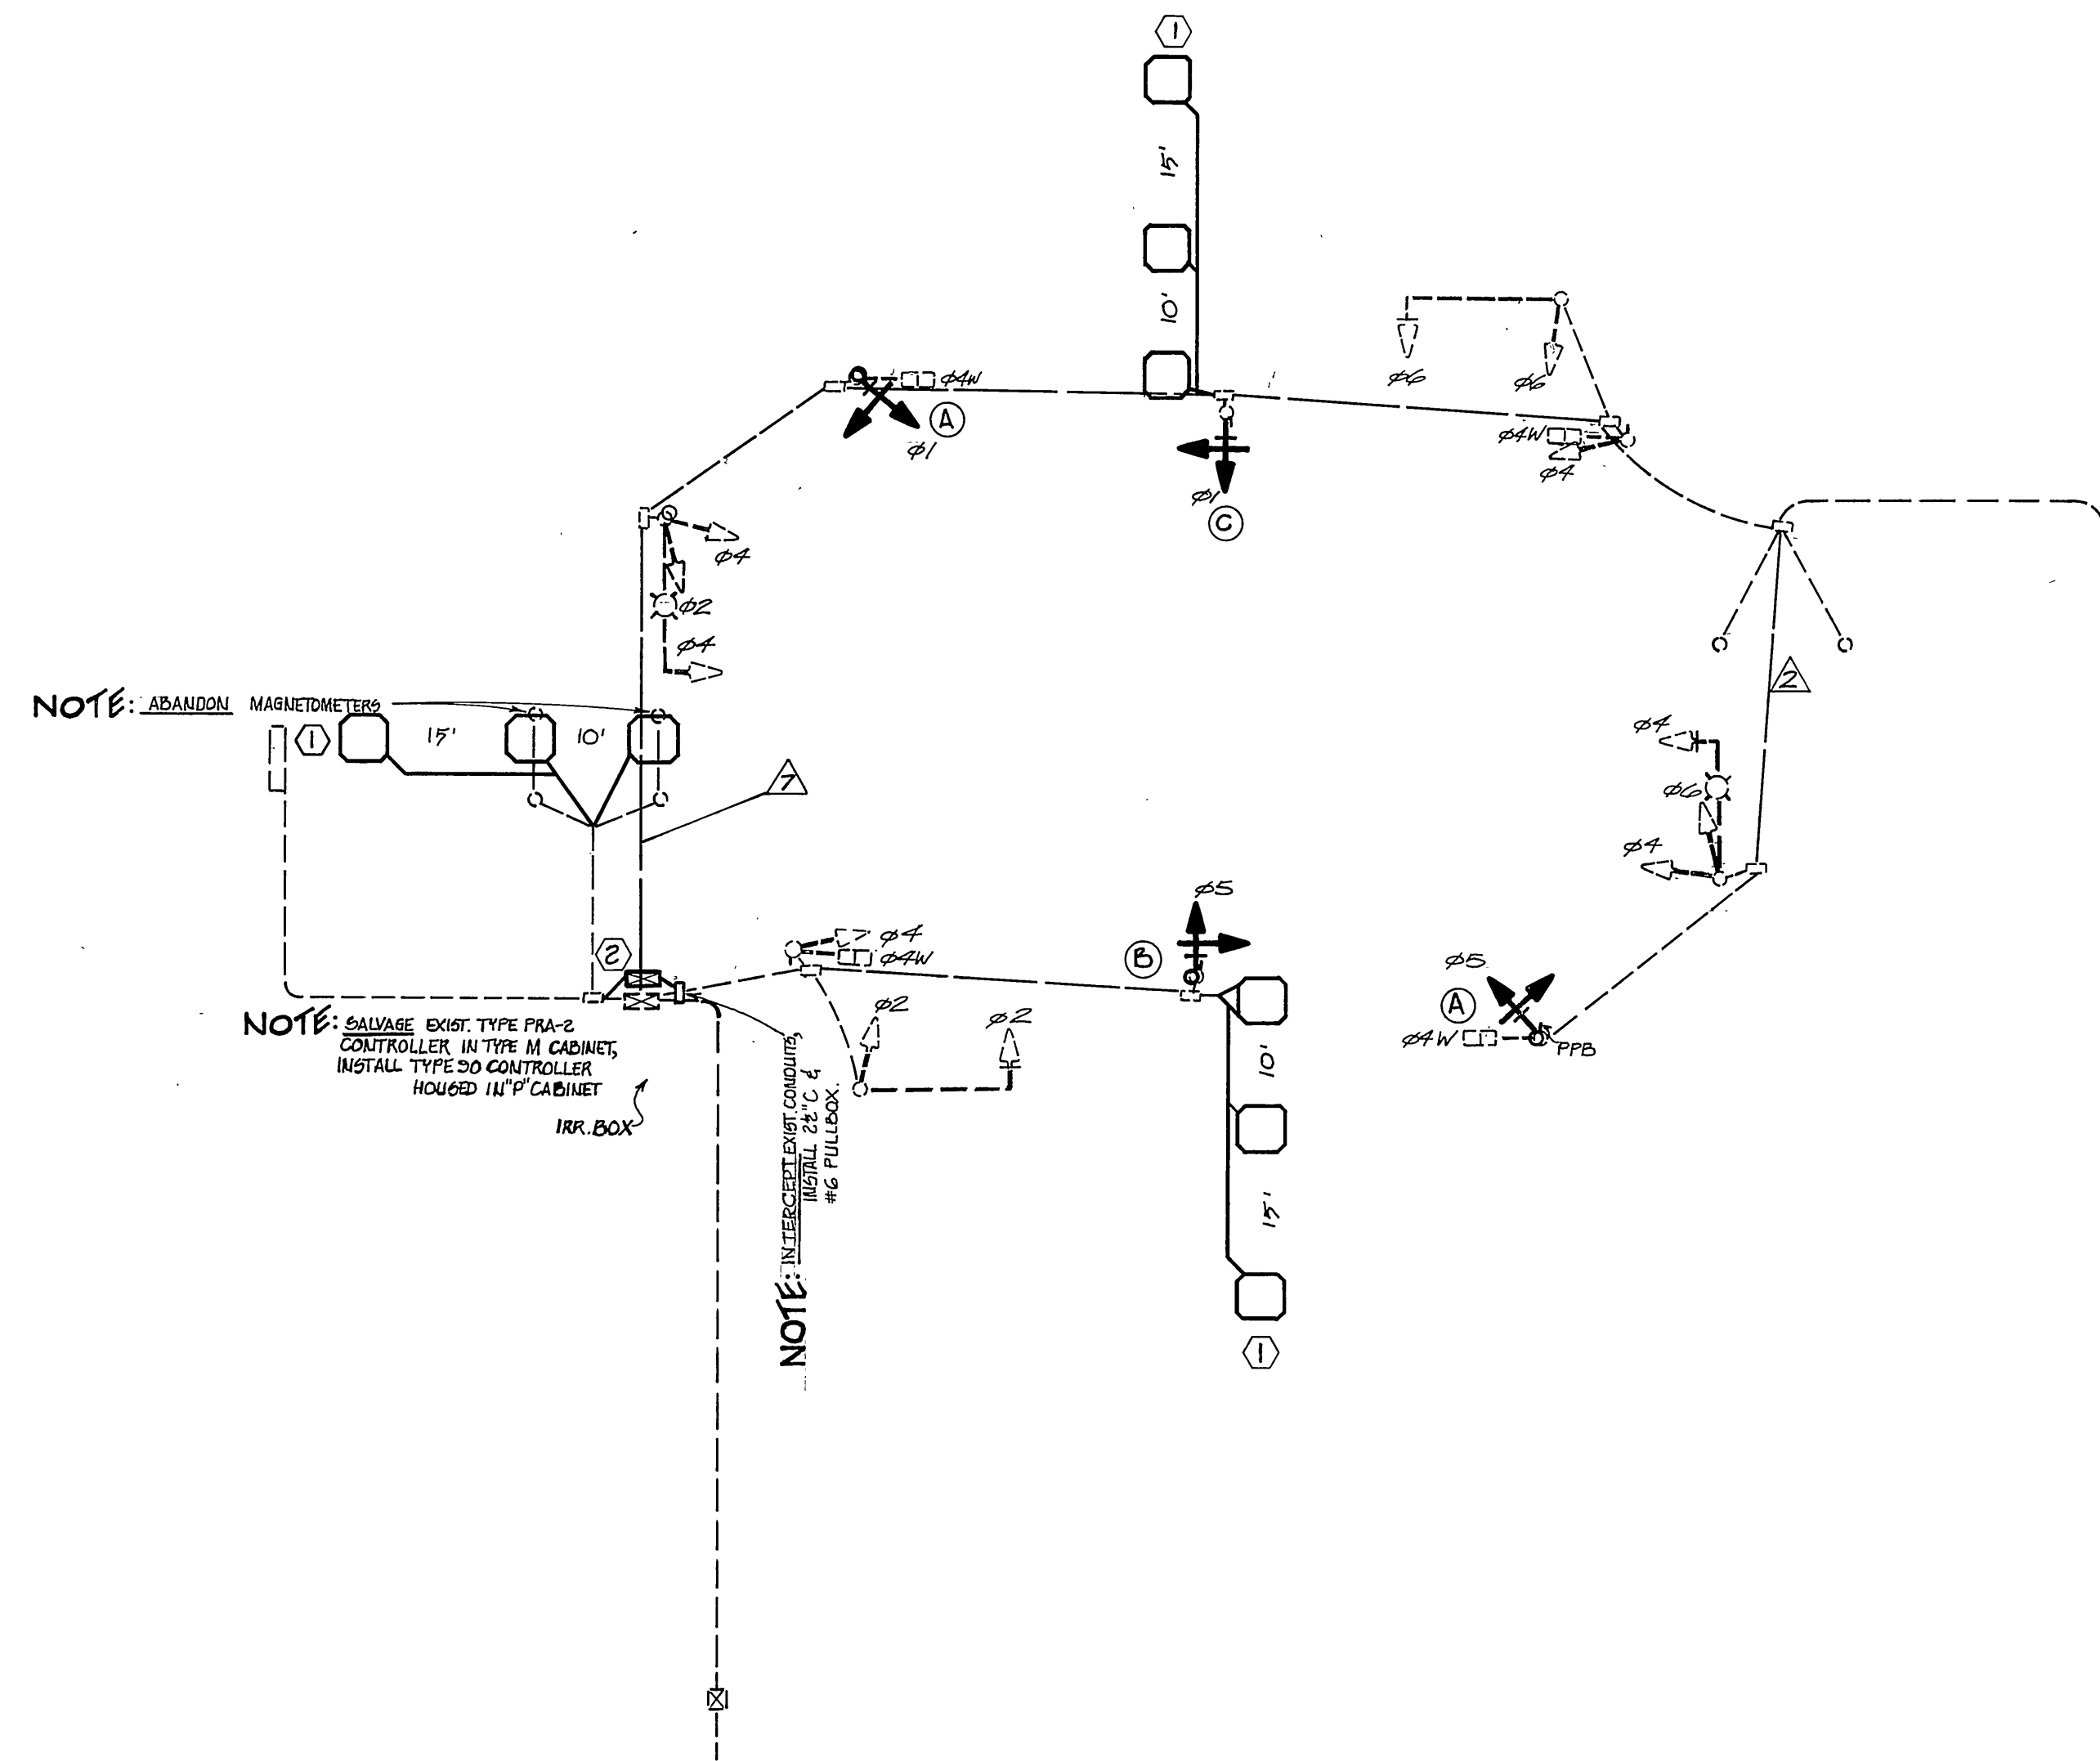 1
15'
10'
φ4W
A
φ1
φ6
φ6
φ4W
φ4
φ1
C
φ4
φ2
φ4
2
NOTE: ABANDON MAGNETOMETERS
1
15'
10'
7
φ4
φ6
φ4
φ5
φ4
φ4W
B
2
φ5
A
φ4W
PPB
φ2
φ2
NOTE: SALVAGE EXIST. TYPE PRA-2
CONTROLLER IN TYPE M CABINET,
INSTALL TYPE 90 CONTROLLER
HOUSED IN "P" CABINET
IRR. BOX
NOTE: INTERCEPT EXIST. CONDUITS,
INSTALL 2½"C &
#6 PULLBOX.
10'
15'
1